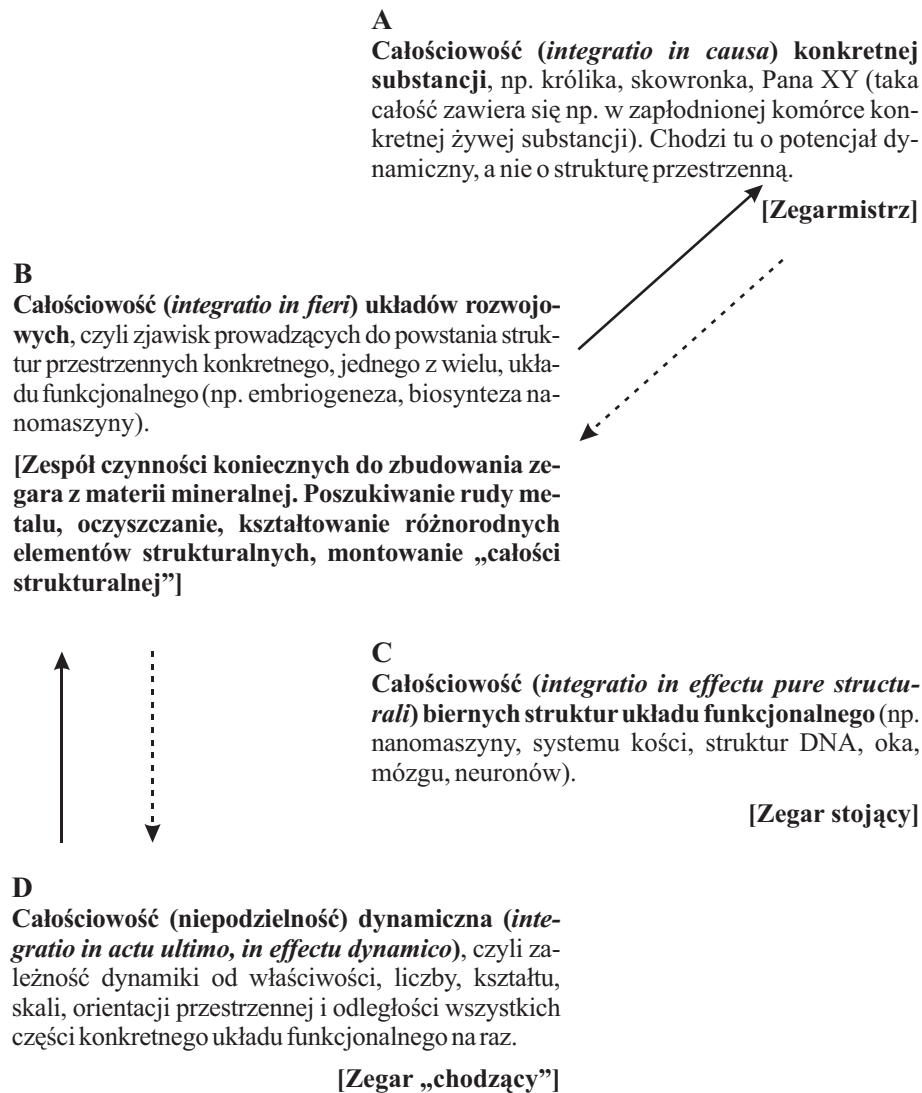 A
Całościowość (integratio in causa) konkretnej
substancji, np. królika, skowronka, Pana XY (taka
całość zawiera się np. w zapłodnionej komórce kon-
kretnej żywej substancji). Chodzi tu o potencjał dy-
namiczny, a nie o strukturę przestrzenną.
[Zegarmistrz]
B
Całościowość (integratio in fieri) układów rozwojo-
wych, czyli zjawisk prowadzących do powstania struk-
tur przestrzennych konkretnego, jednego z wielu, ukła-
du funkcjonalnego (np. embriogeneza, biosynteza na-
nomaszyny).
[Zespół czynności koniecznych do zbudowania ze-
gara z materii mineralnej. Poszukiwanie rudy me-
talu, oczyszczanie, kształtowanie różnorodnych
elementów strukturalnych, montowanie „całości
strukturalnej”]
C
Całościowość (integratio in effectu pure structu-
rali) biernych struktur układu funkcjonalnego (np.
nanomaszyny, systemu kości, struktur DNA, oka,
mózgu, neuronów).
[Zegar stojący]
D
Całościowość (niepodzielność) dynamiczna (inte-
gratio in actu ultimo, in effectu dynamico), czyli za-
leżność dynamiki od właściwości, liczby, kształtu,
skali, orientacji przestrzennej i odległości wszystkich
części konkretnego układu funkcjonalnego na raz.
[Zegar „chodzący”]